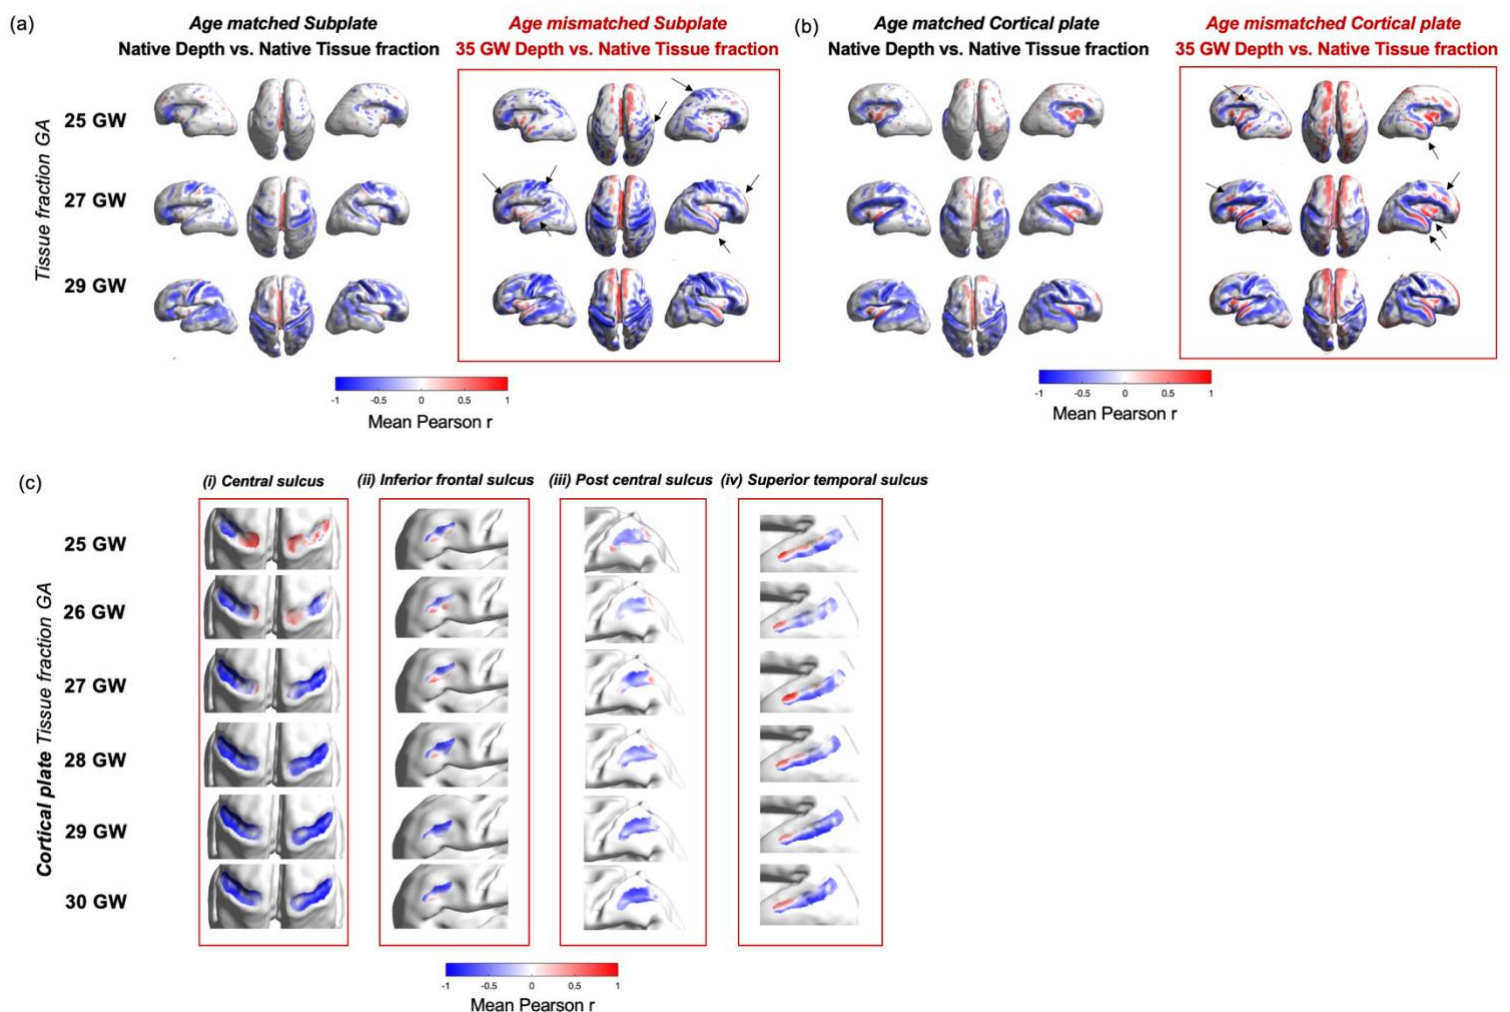 (a)
Age matched Subplate
Native Depth vs. Native Tissue fraction
Age mismatched Subplate
35 GW Depth vs. Native Tissue fraction
Tissue fraction GA
25 GW
27 GW
29 GW
-1 -0.5 0 0.5 1
Mean Pearson r
(b)
Age matched Cortical plate
Native Depth vs. Native Tissue fraction
Age mismatched Cortical plate
35 GW Depth vs. Native Tissue fraction
-1 -0.5 0 0.5 1
Mean Pearson r
(c)
(i) Central sulcus
(ii) Inferior frontal sulcus
(iii) Post central sulcus
(iv) Superior temporal sulcus
Cortical plate Tissue fraction GA
25 GW
26 GW
27 GW
28 GW
29 GW
30 GW
-1 -0.5 0 0.5 1
Mean Pearson r